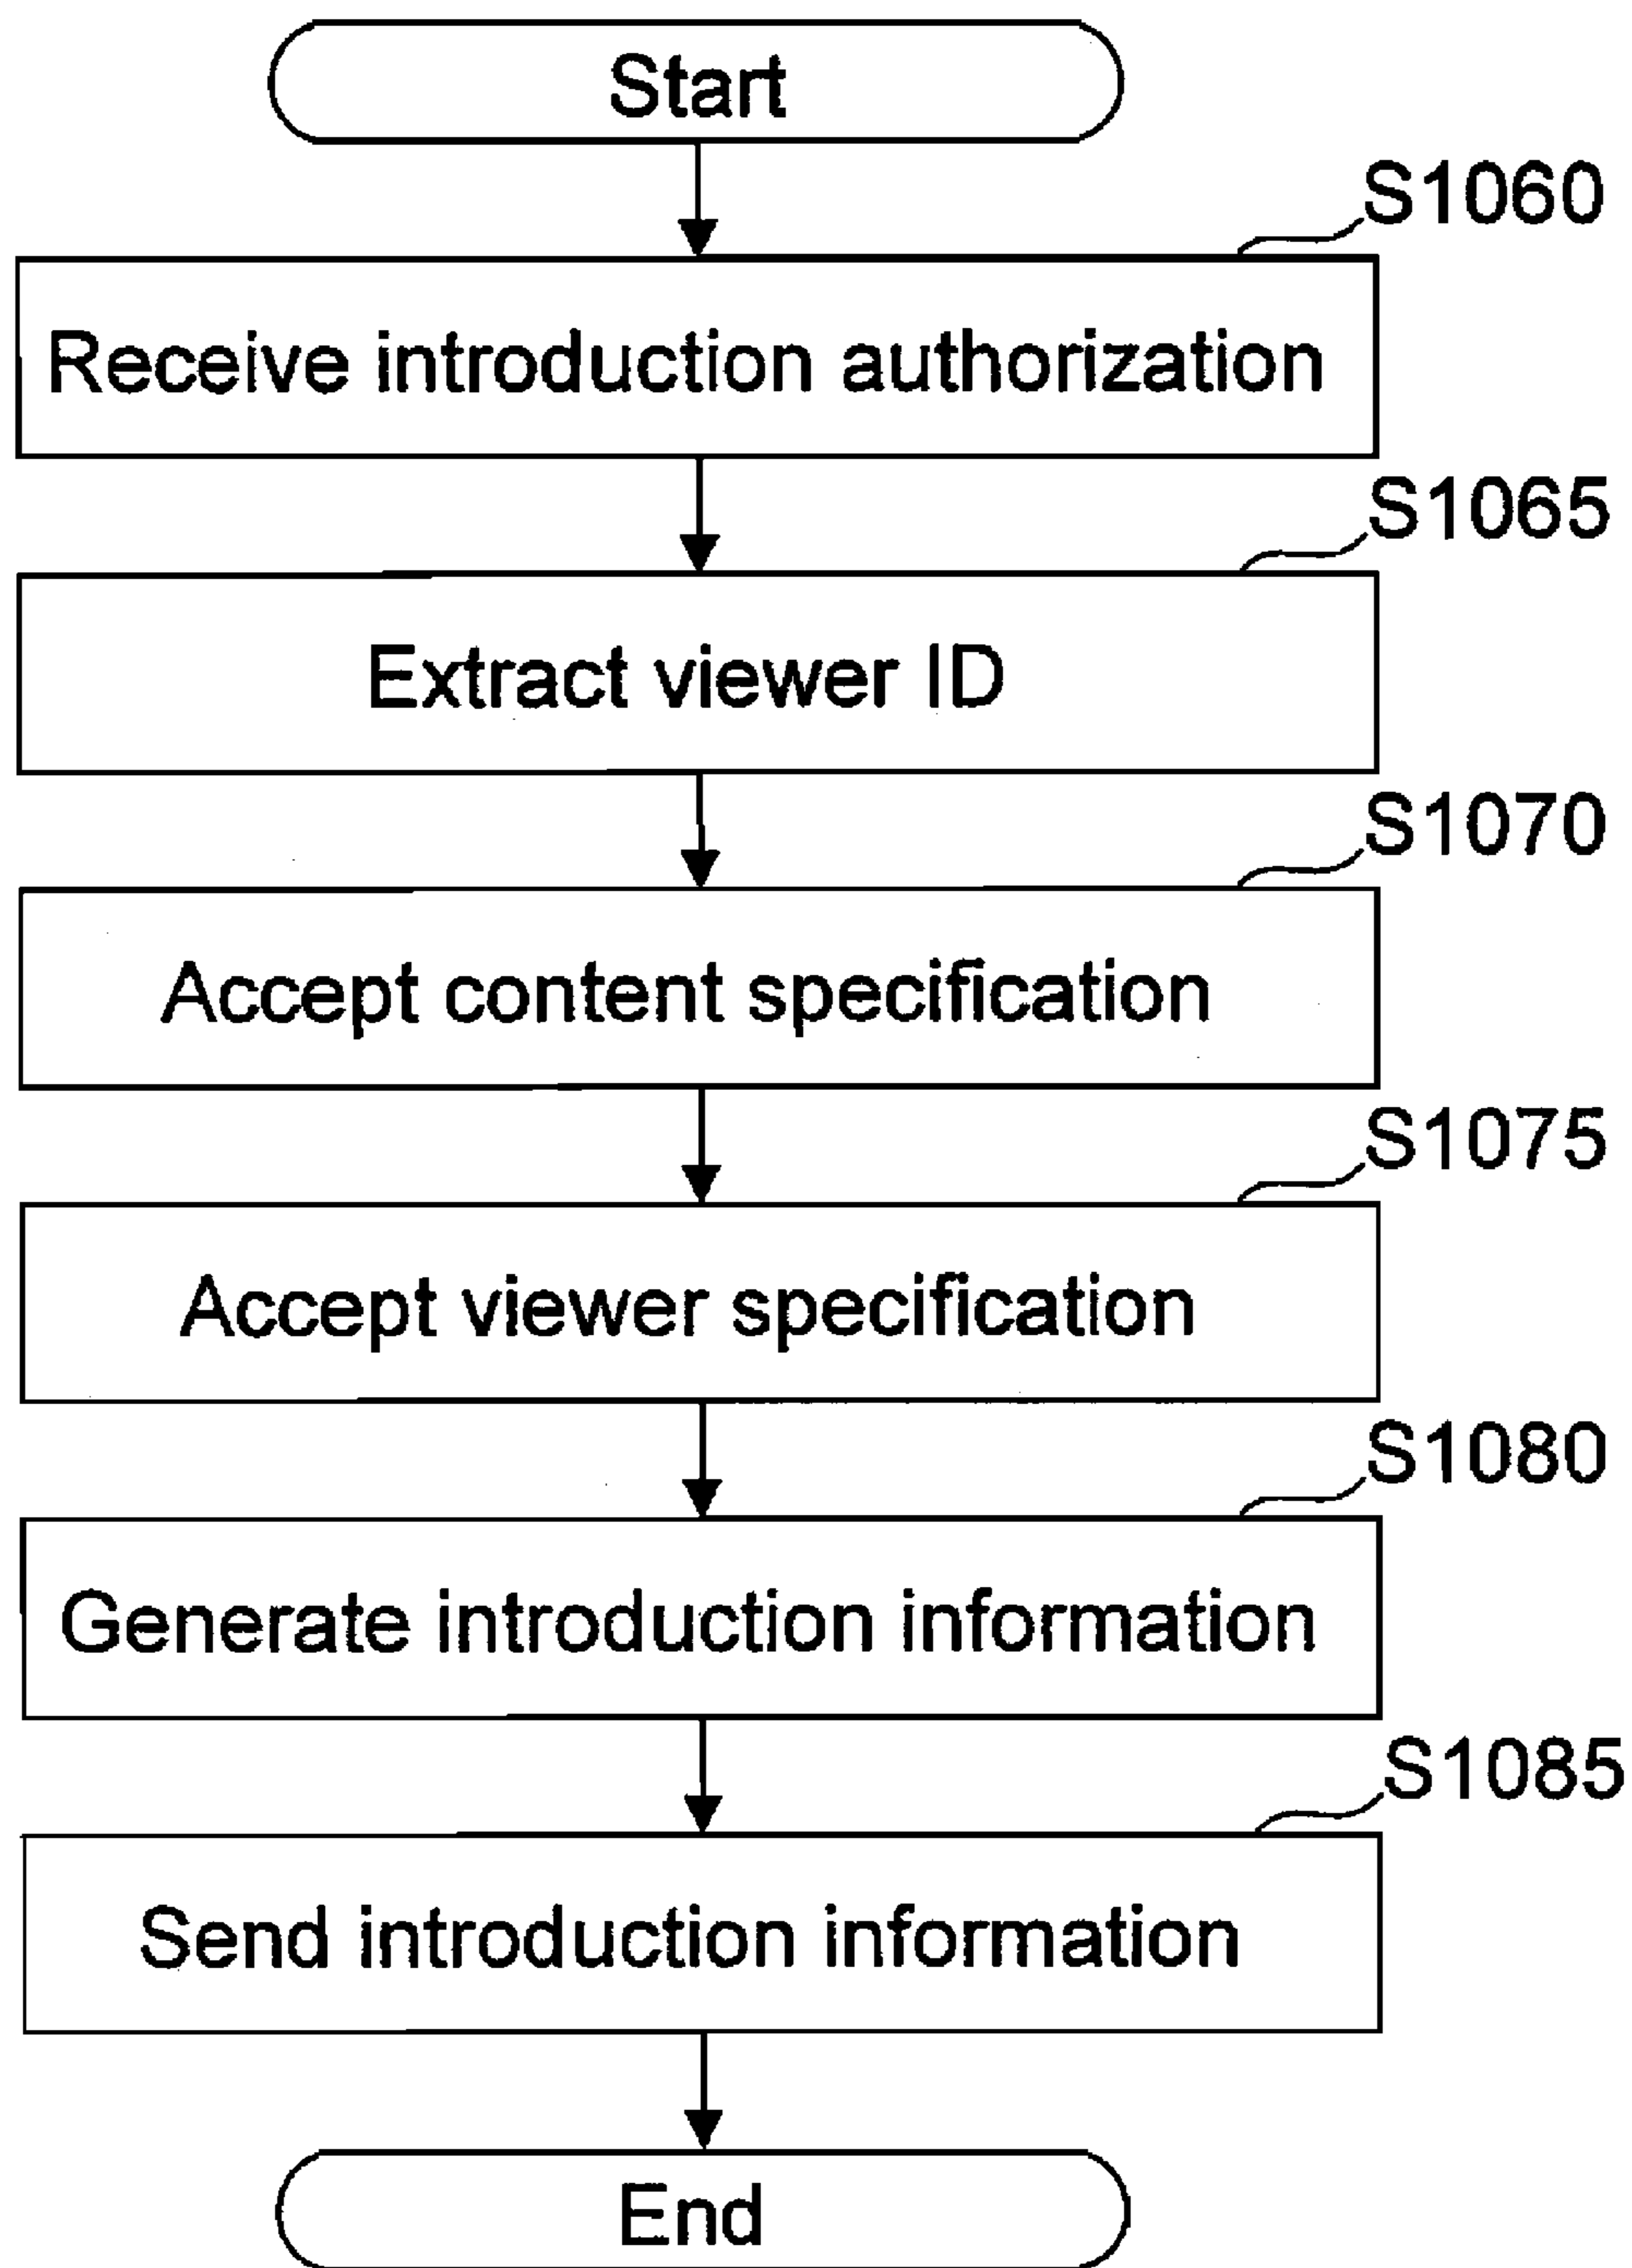 Start
S1060
Receive introduction authorization
S1065
Extract viewer ID
S1070
Accept content specification
S1075
Accept viewer specification
S1080
Generate introduction information
S1085
Send introduction information
End